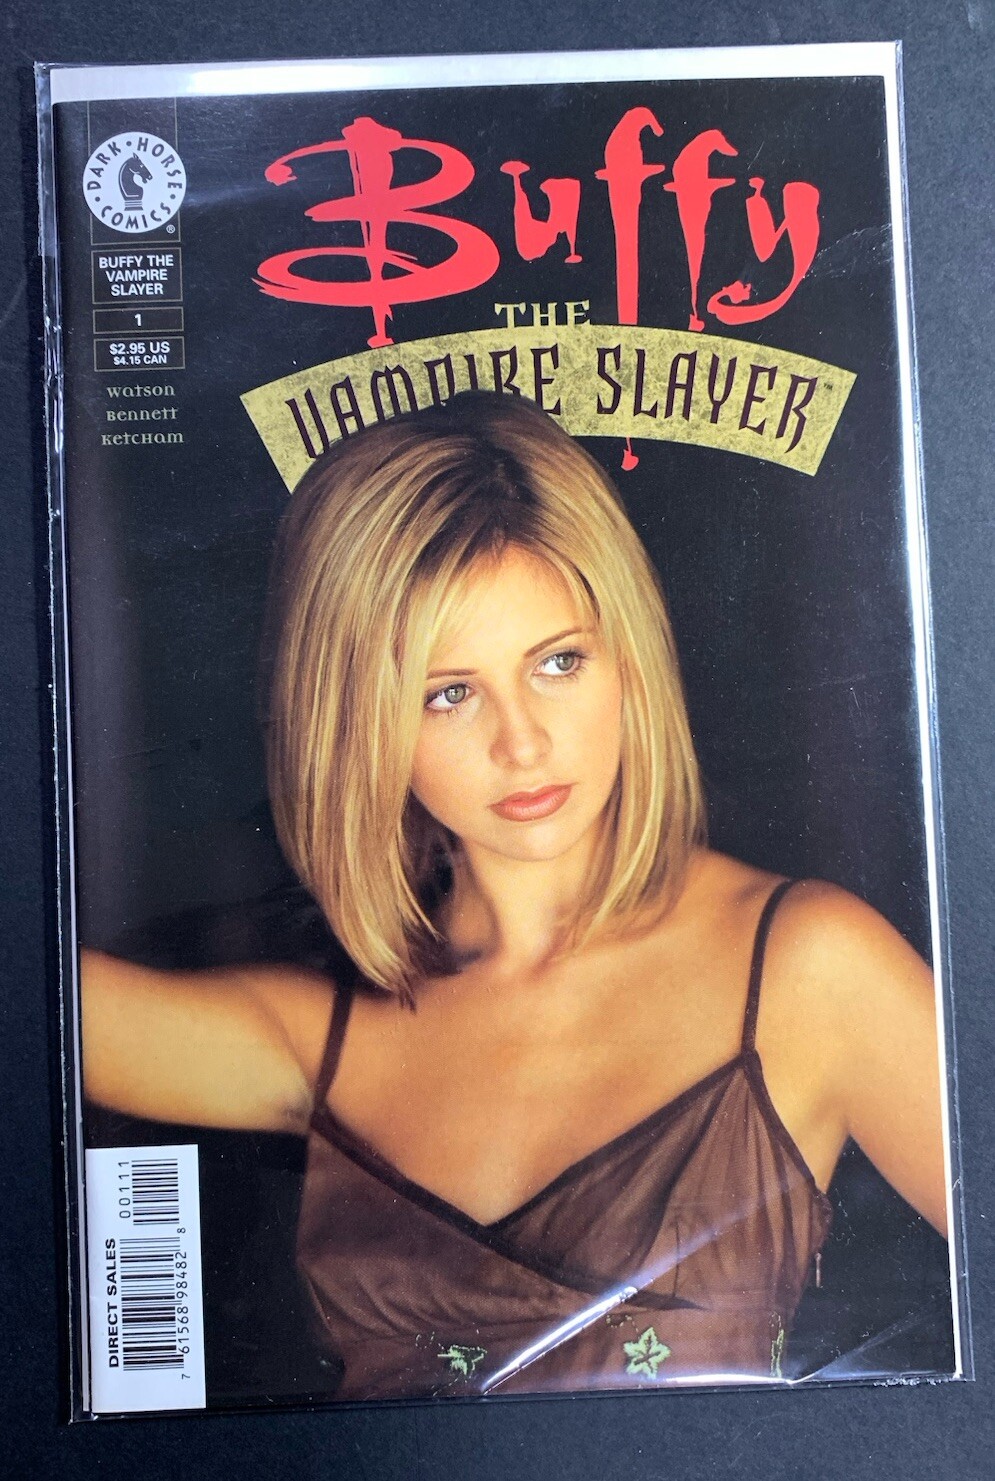 DARK • HORSE
• COMICS •
®
BUFFY THE
VAMPIRE
SLAYER
1
$2.95 US
$4.15 CAN
Watson
Bennett
Ketcham
Buffy
THE
VAMPIRE SLAYER™
DIRECT SALES
00111
7 61568 98482 8